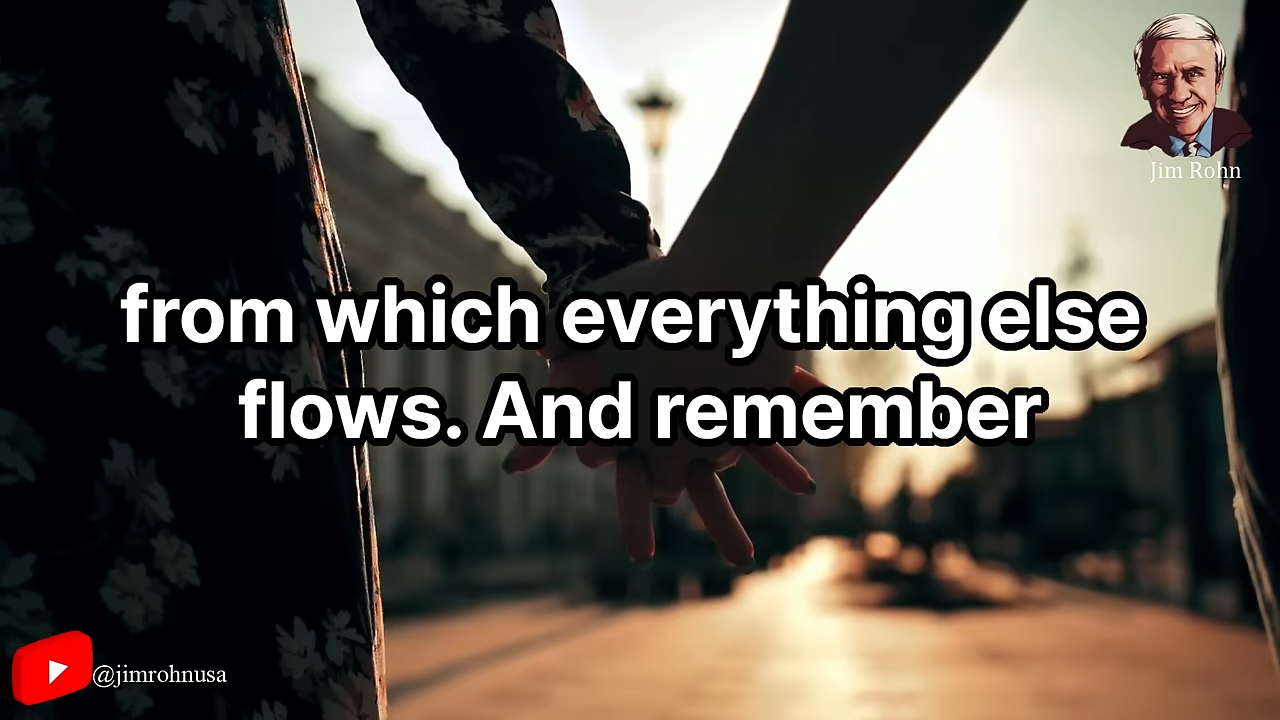 Jim Rohn
from which everything else
flows. And remember
@jimrohnusa